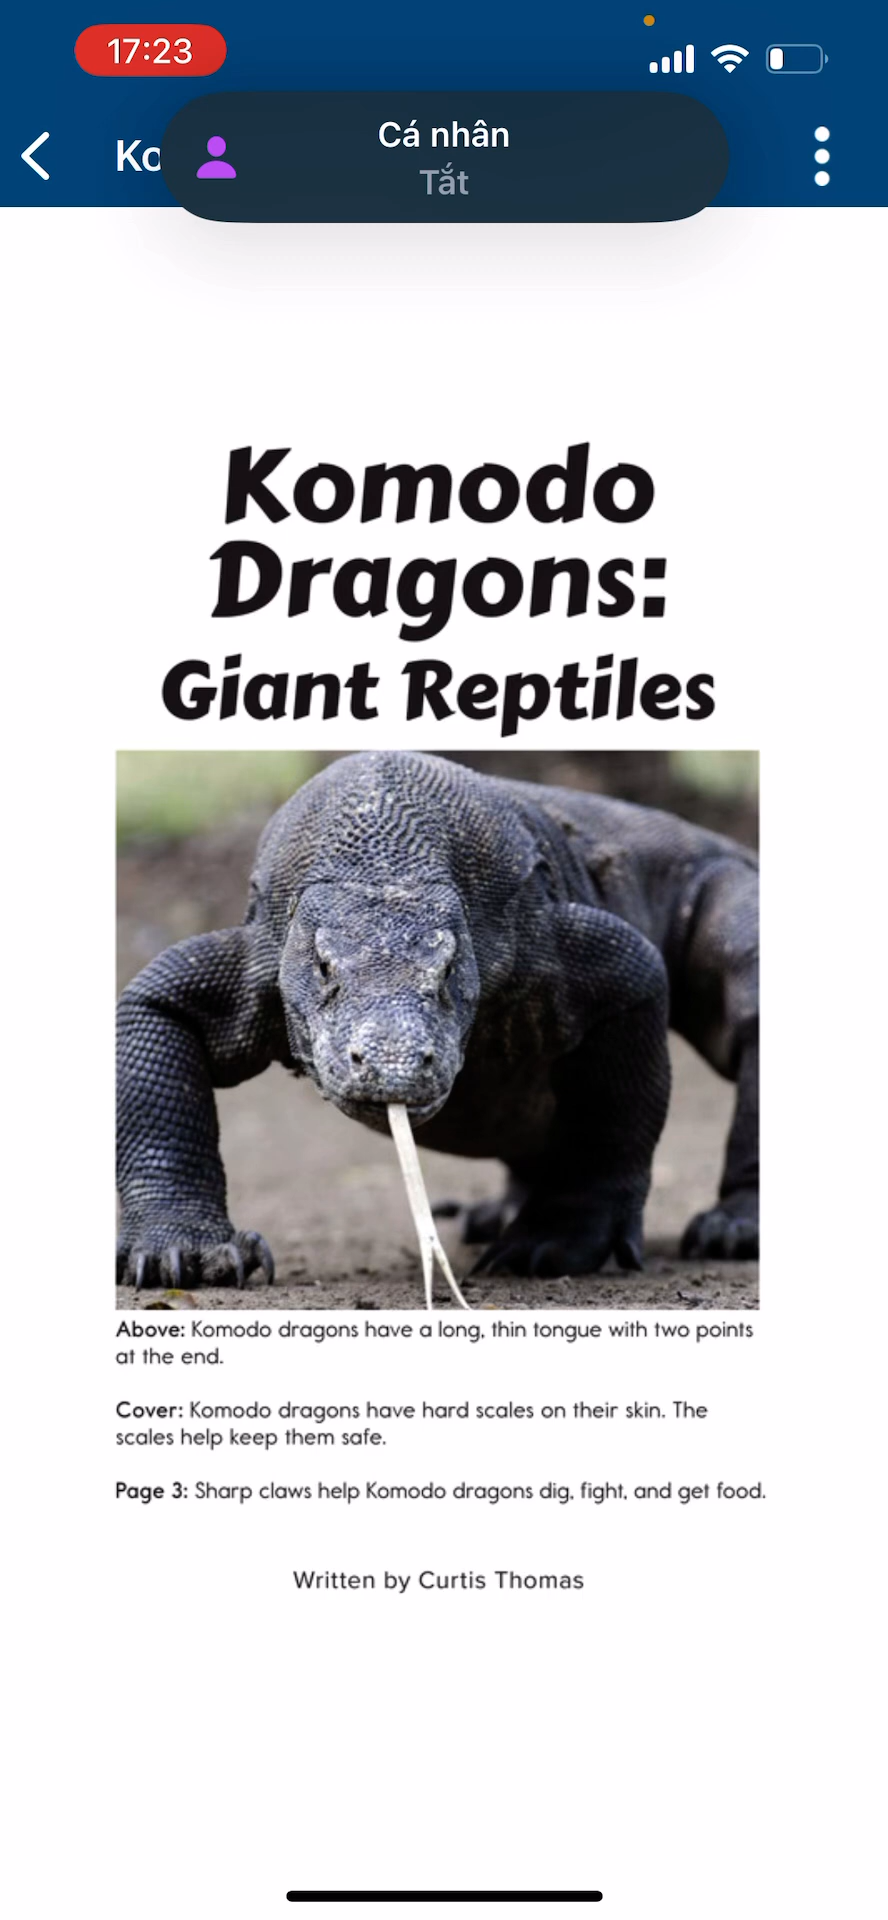 17:23
Cá nhân
Tắt
Komodo
Dragons:
Giant Reptiles
Above: Komodo dragons have a long, thin tongue with two points
at the end.
Cover: Komodo dragons have hard scales on their skin. The
scales help keep them safe.
Page 3: Sharp claws help Komodo dragons dig, fight, and get food.
Written by Curtis Thomas